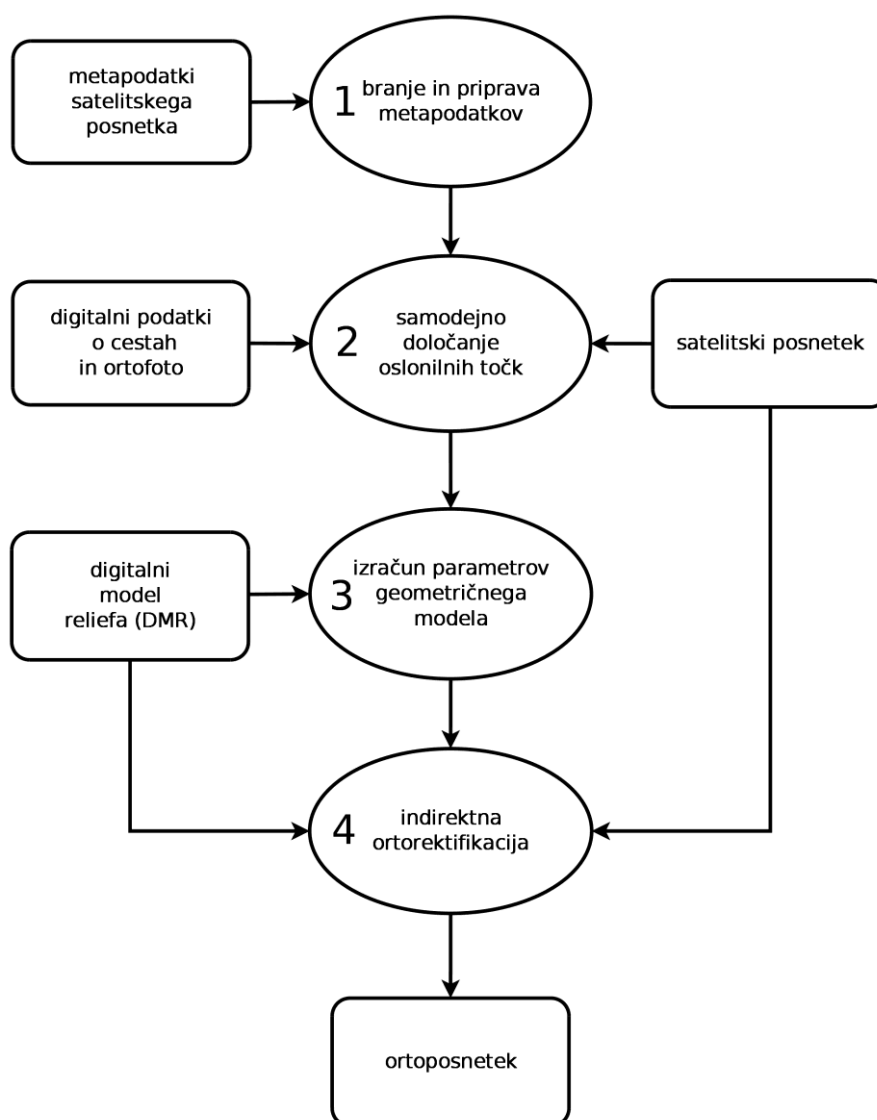 metapodatki
satelitskega
posnetka
1
branje in priprava
metapodatkov
digitalni podatki
o cestah
in ortofoto
2
samodejno
določanje
oslonilnih točk
satelitski posnetek
digitalni
model
reliefa (DMR)
3
izračun parametrov
geometričnega
modela
4
indirektna
ortorektifikacija
ortoposnetek